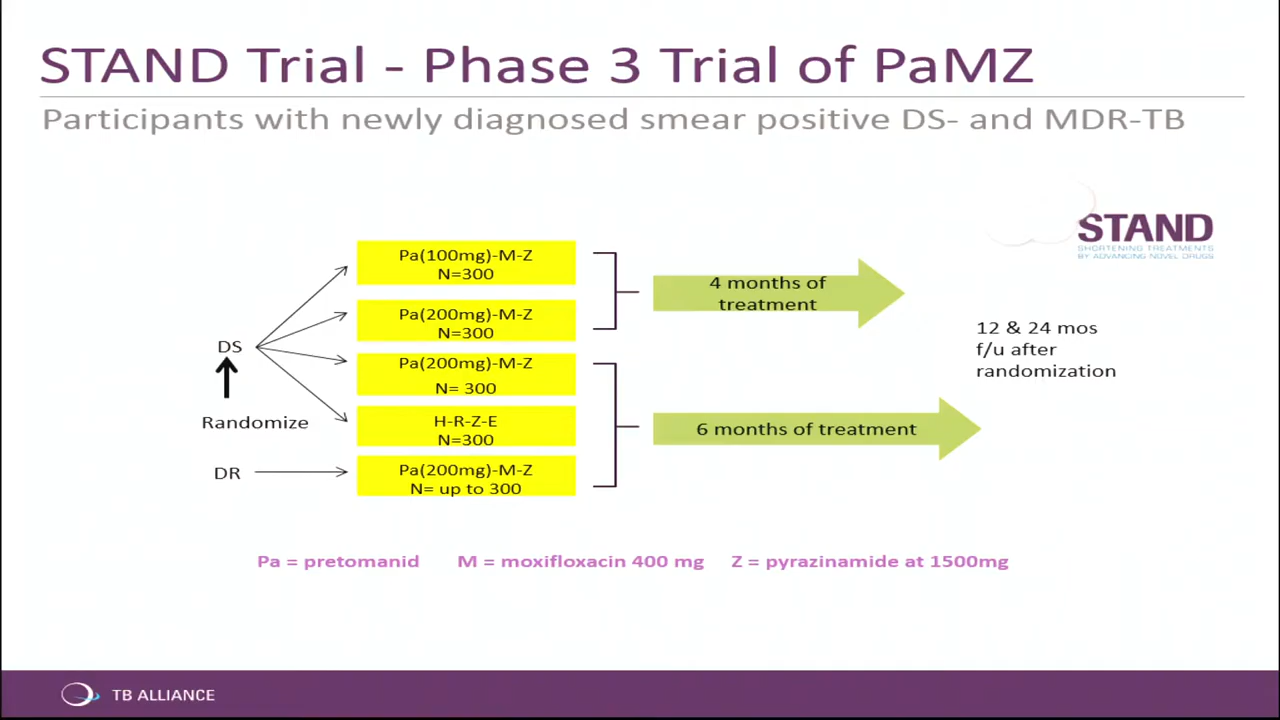 STAND Trial - Phase 3 Trial of PaMZ
Participants with newly diagnosed smear positive DS- and MDR-TB
STAND
SHORTENING TREATMENTS
BY ADVANCING NOVEL DRUGS
Pa(100mg)-M-Z
N=300
Pa(200mg)-M-Z
N=300
Pa(200mg)-M-Z
N= 300
H-R-Z-E
N=300
Pa(200mg)-M-Z
N= up to 300
DS
Randomize
DR
4 months of
treatment
6 months of treatment
12 & 24 mos
f/u after
randomization
Pa = pretomanid M = moxifloxacin 400 mg Z = pyrazinamide at 1500mg
TB ALLIANCE